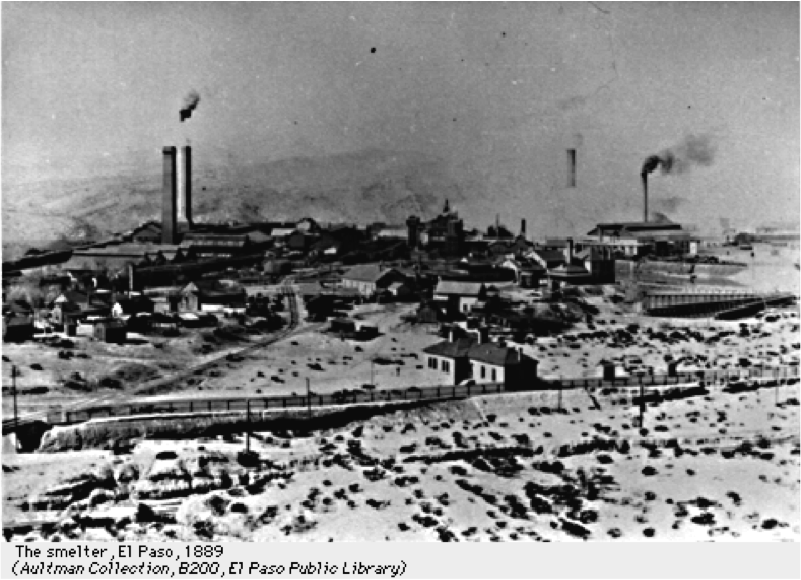 The smelter, El Paso, 1889
(Aultman Collection, B200, El Paso Public Library)